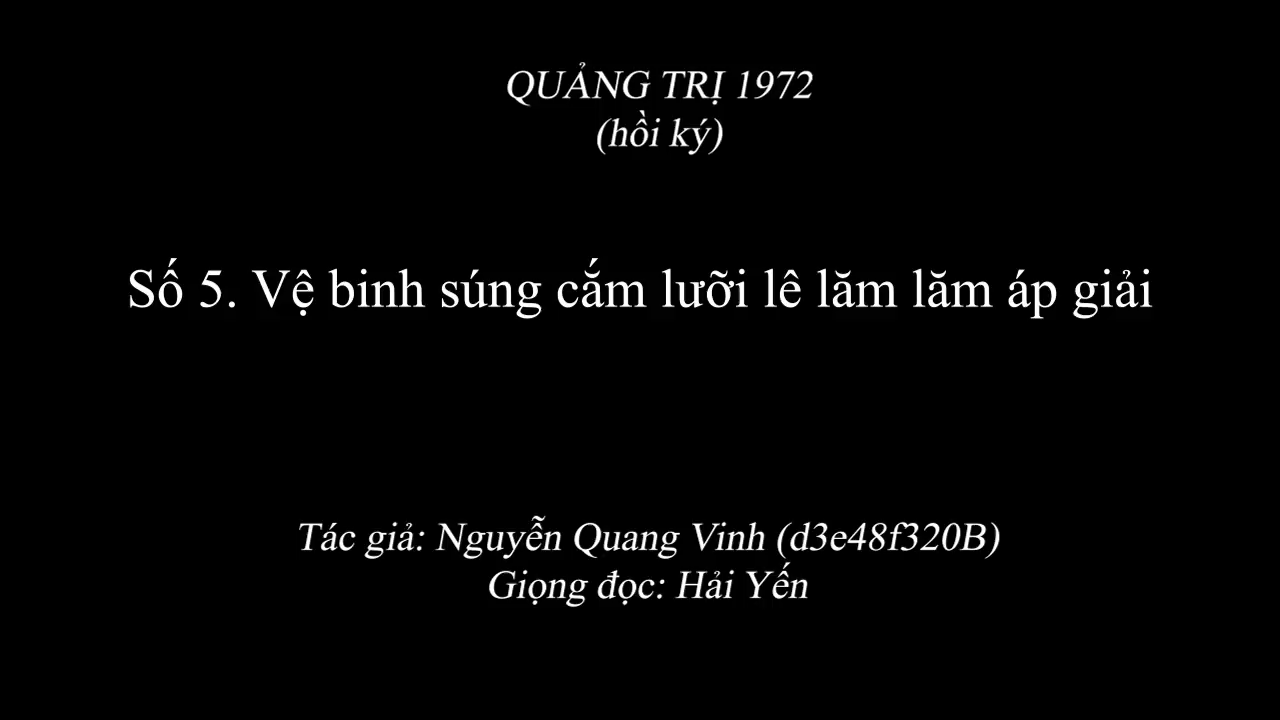 QUẢNG TRỊ 1972
(hồi ký)
Số 5. Vệ binh súng cắm lưỡi lê lăm lăm áp giải
Tác giả: Nguyễn Quang Vinh (d3e48f320B)
Giọng đọc: Hải Yến